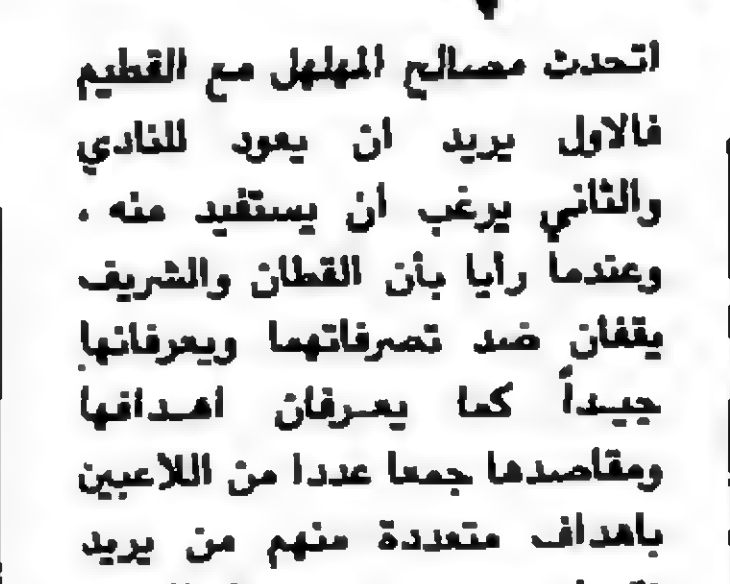 اتحدت مصالح المهلهل مع القطيم
فالاول يريد ان يعود للنادي
والثاني يرغب ان يستفيد منه ،
وعندما رايا بأن القطان والشريف
يقفان ضد تصرفاتهما ويعرفانها
جيداً كما يعرفان اهدافها
ومقاصدها جمعا عددا من اللاعبين
باهداف متعددة منهم من يريد